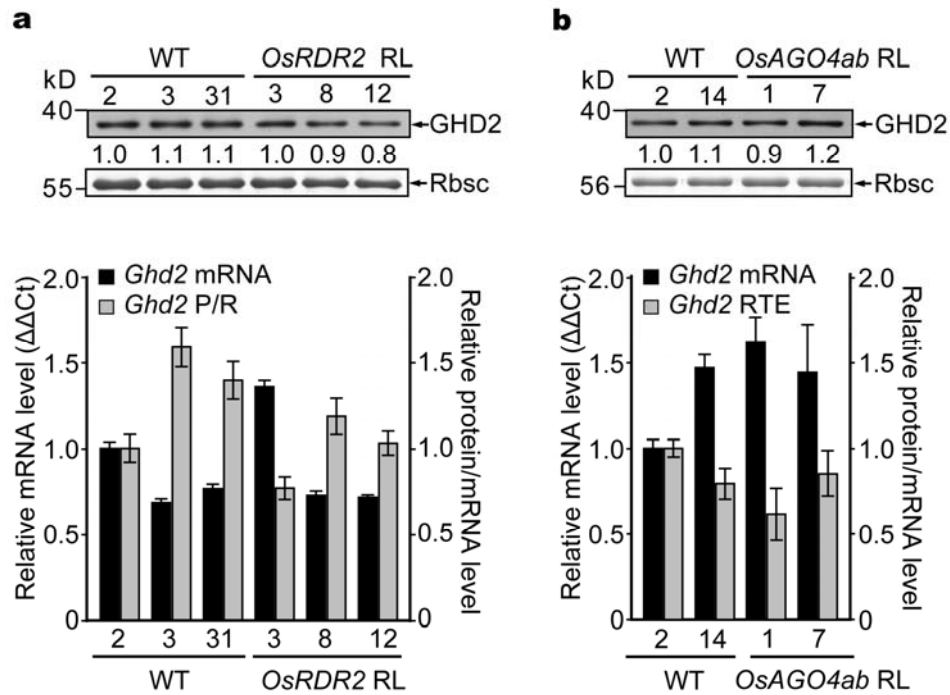 a
WT OsRDR2 RL
kD 2 3 31 3 8 12
40 GHD2
1.0 1.1 1.1 1.0 0.9 0.8
55 Rbsc
Ghd2 mRNA
Ghd2 P/R
Relative mRNA level (ΔΔCt)
2.0
1.5
1.0
0.5
0
Relative protein/mRNA level
2.0
1.5
1.0
0.5
0
2 3 31 3 8 12
WT OsRDR2 RL
b
WT OsAGO4ab RL
kD 2 14 1 7
40 GHD2
1.0 1.1 0.9 1.2
56 Rbsc
Ghd2 mRNA
Ghd2 RTE
Relative mRNA level (ΔΔCt)
2.0
1.5
1.0
0.5
0
Relative protein/mRNA level
2.0
1.5
1.0
0.5
0
2 14 1 7
WT OsAGO4ab RL